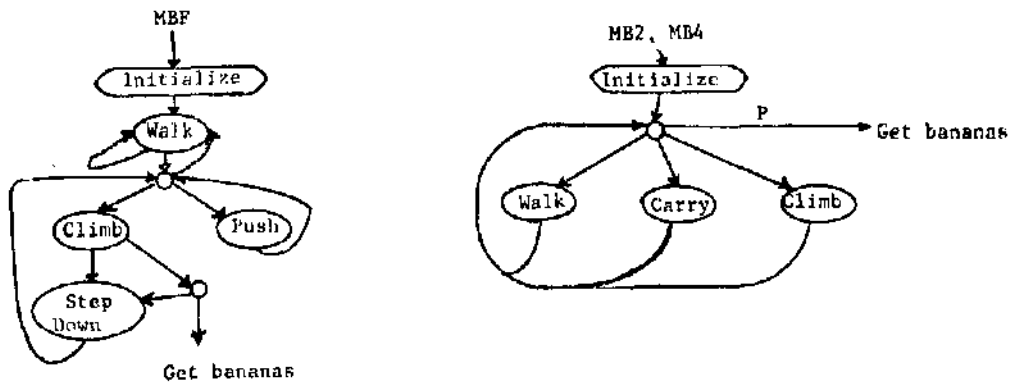 MBF
Initialize
Walk
Climb
Push
Step
Down
Get bananas
MB2, MB4
Initialize
P
Get bananas
Walk
Carry
Climb